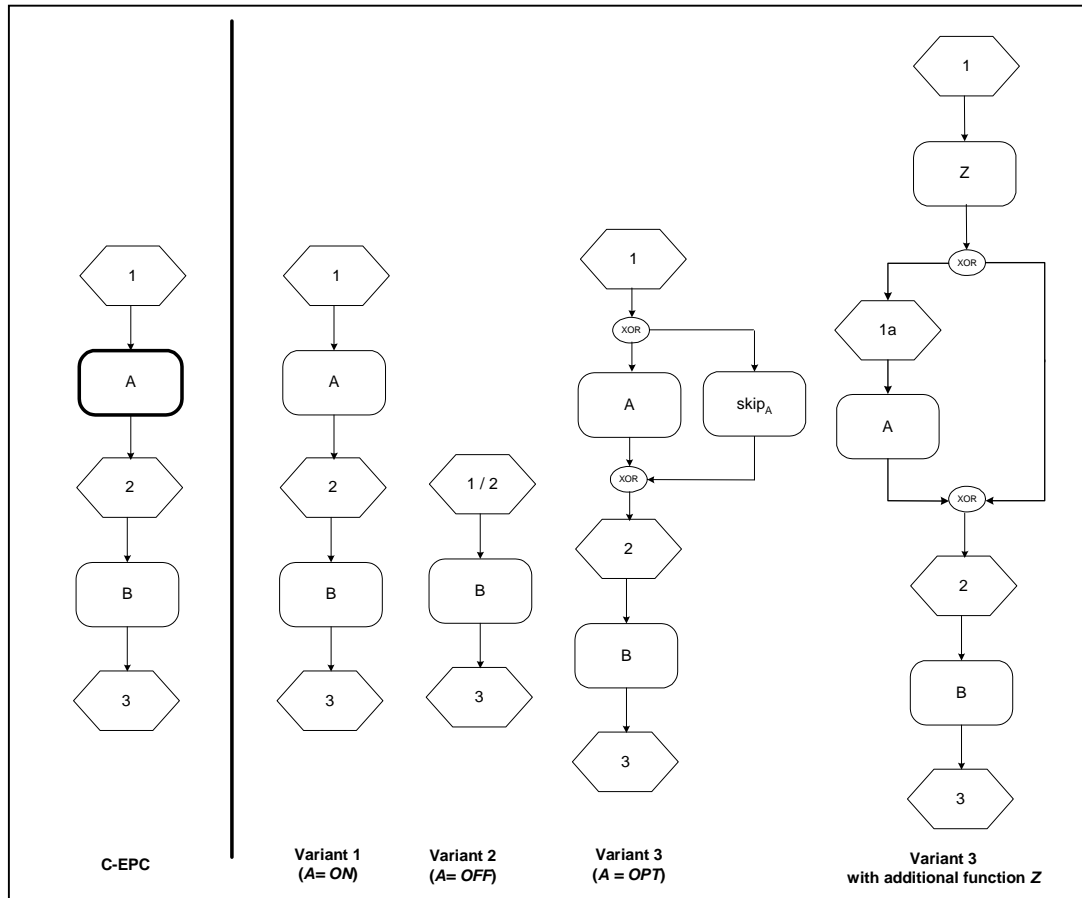 1
A
2
B
3
C-EPC
1
A
2
B
3
Variant 1
(A= ON)
1 / 2
B
3
Variant 2
(A= OFF)
1
XOR
A
skipA
XOR
2
B
3
Variant 3
(A = OPT)
1
Z
XOR
1a
A
XOR
2
B
3
Variant 3
with additional function Z